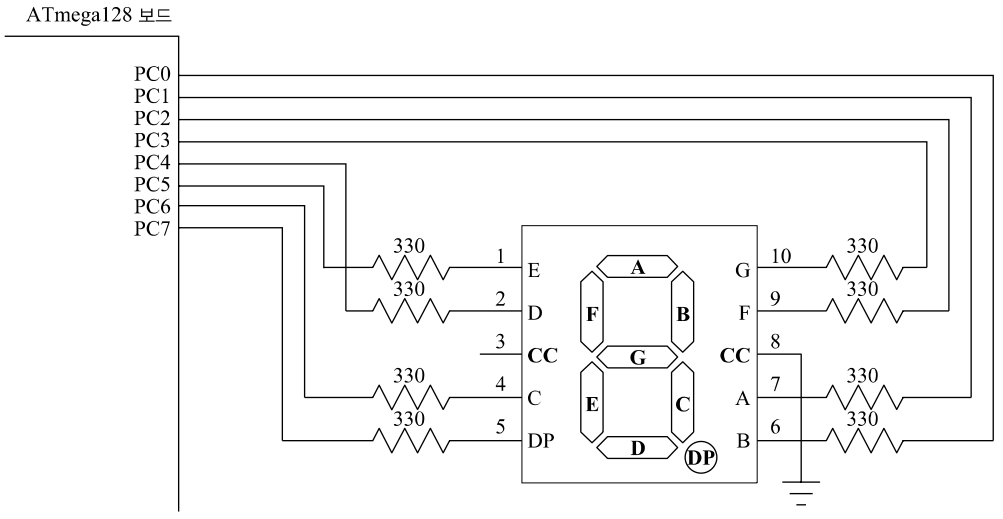 ATmega128 보드
PC0
PC1
PC2
PC3
PC4
PC5
PC6
PC7
330 1 E A G 10 330
330 2 D F B F 9 330
3 CC G CC 8
330 4 C E C A 7 330
330 5 DP D DP B 6 330